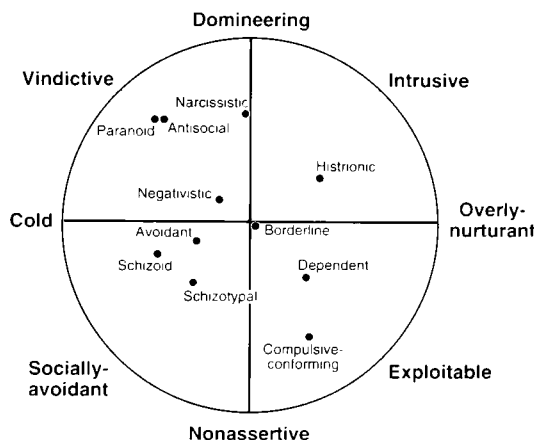 Domineering
Vindictive
Intrusive
Narcissistic
Paranoid
Antisocial
Histrionic
Negativistic
Cold
Overly-
nurturant
Borderline
Avoidant
Schizoid
Dependent
Schizotypal
Compulsive-
conforming
Socially-
avoidant
Exploitable
Nonassertive